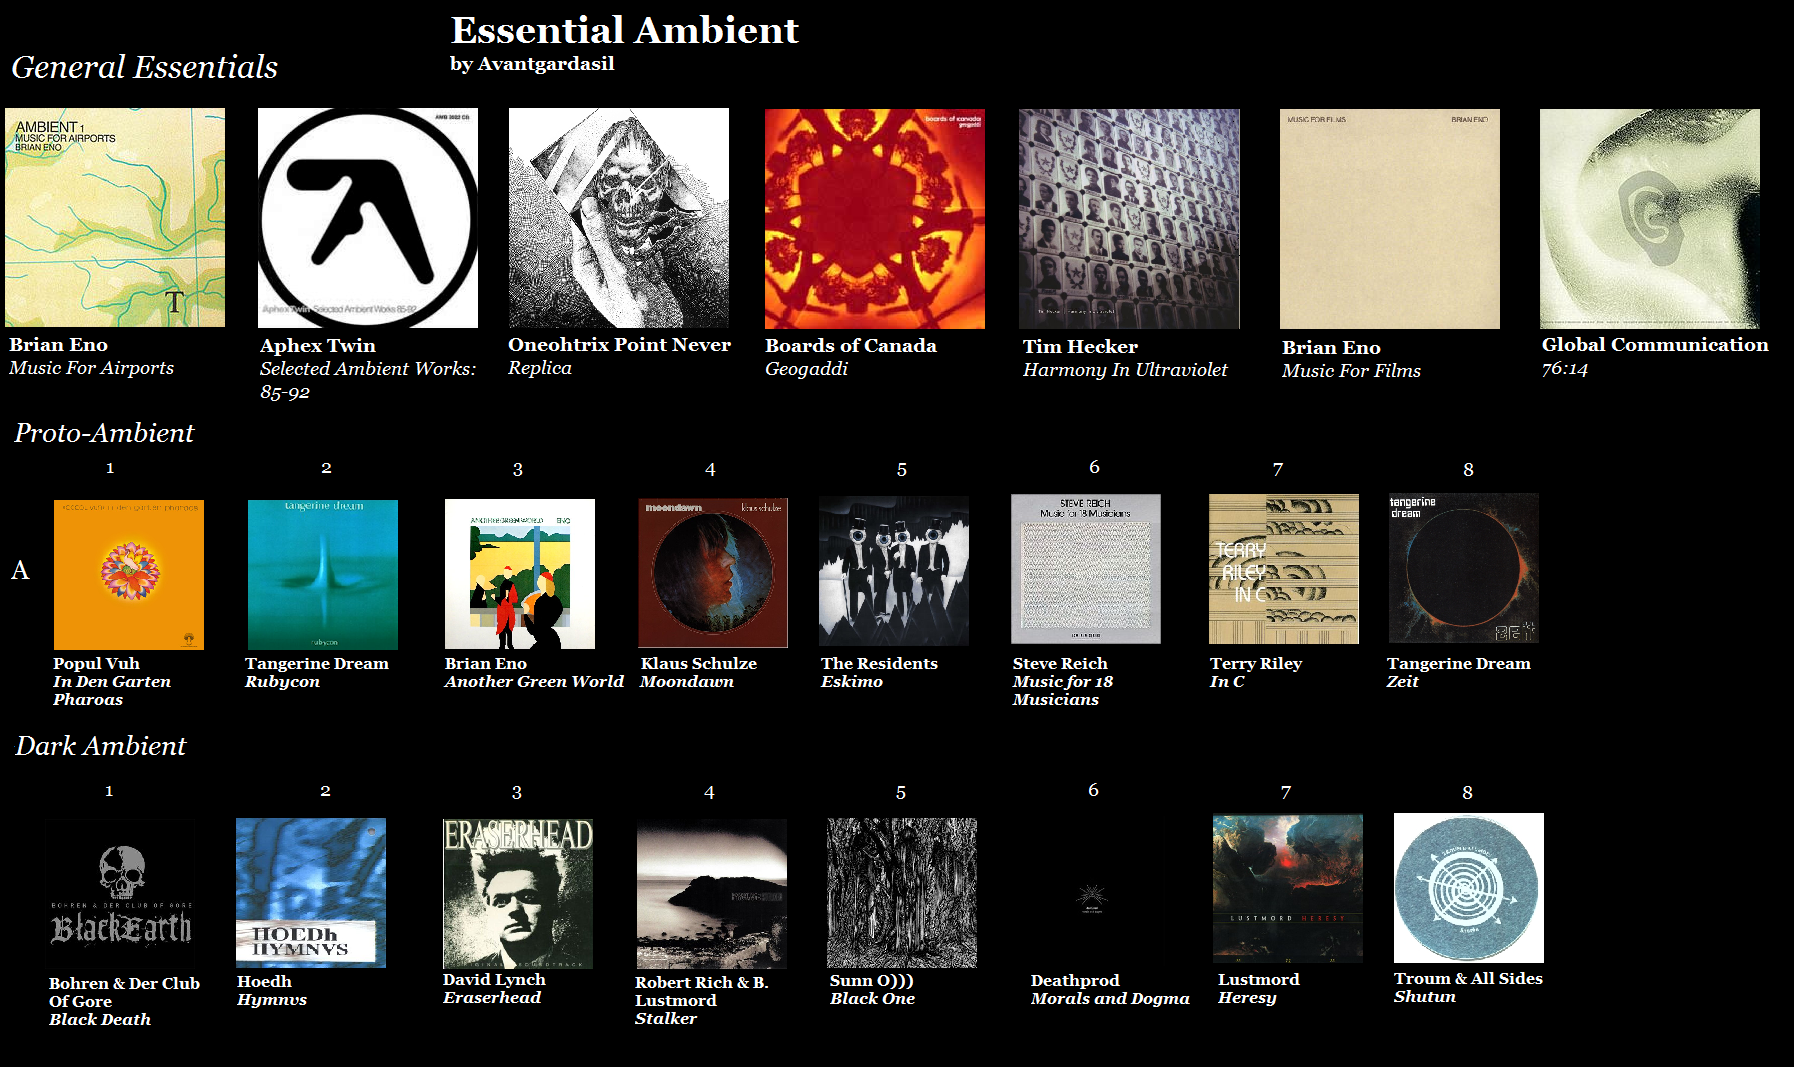 Essential Ambient
by Avantgardasil
General Essentials
AMBIENT 1
MUSIC FOR AIRPORTS
BRIAN ENO
T
AMB 3922 CD
Aphex Twin Selected Ambient Works 85-92
boards of canada
geogaddi
MUSIC FOR FILMS
BRIAN ENO
Brian Eno
Music For Airports
Aphex Twin
Selected Ambient Works:
85-92
Oneohtrix Point Never
Replica
Boards of Canada
Geogaddi
Tim Hecker
Harmony In Ultraviolet
Brian Eno
Music For Films
Global Communication
76:14
Proto-Ambient
1
2
3
4
5
6
7
8
A
in den gärten pharaos
tangerine dream
rubycon
ANOTHER GREEN WORLD
ENO
moondawn
klaus schulze
STEVE REICH
Music for 18 Musicians
TERRY
RILEY
IN C
tangerine
dream
zeit
Popul Vuh
In Den Garten
Pharoas
Tangerine Dream
Rubycon
Brian Eno
Another Green World
Klaus Schulze
Moondawn
The Residents
Eskimo
Steve Reich
Music for 18
Musicians
Terry Riley
In C
Tangerine Dream
Zeit
Dark Ambient
1
2
3
4
5
6
7
8
BOHREN & DER CLUB OF GORE
BlackEarth
HOEDh
HYMNVS
ERASERHEAD
ORIGINAL SOUNDTRACK
LUSTMORD HERESY
Bohren & Der Club
Of Gore
Black Death
Hoedh
Hymnvs
David Lynch
Eraserhead
Robert Rich & B.
Lustmord
Stalker
Sunn O)))
Black One
Deathprod
Morals and Dogma
Lustmord
Heresy
Troum & All Sides
Shutun